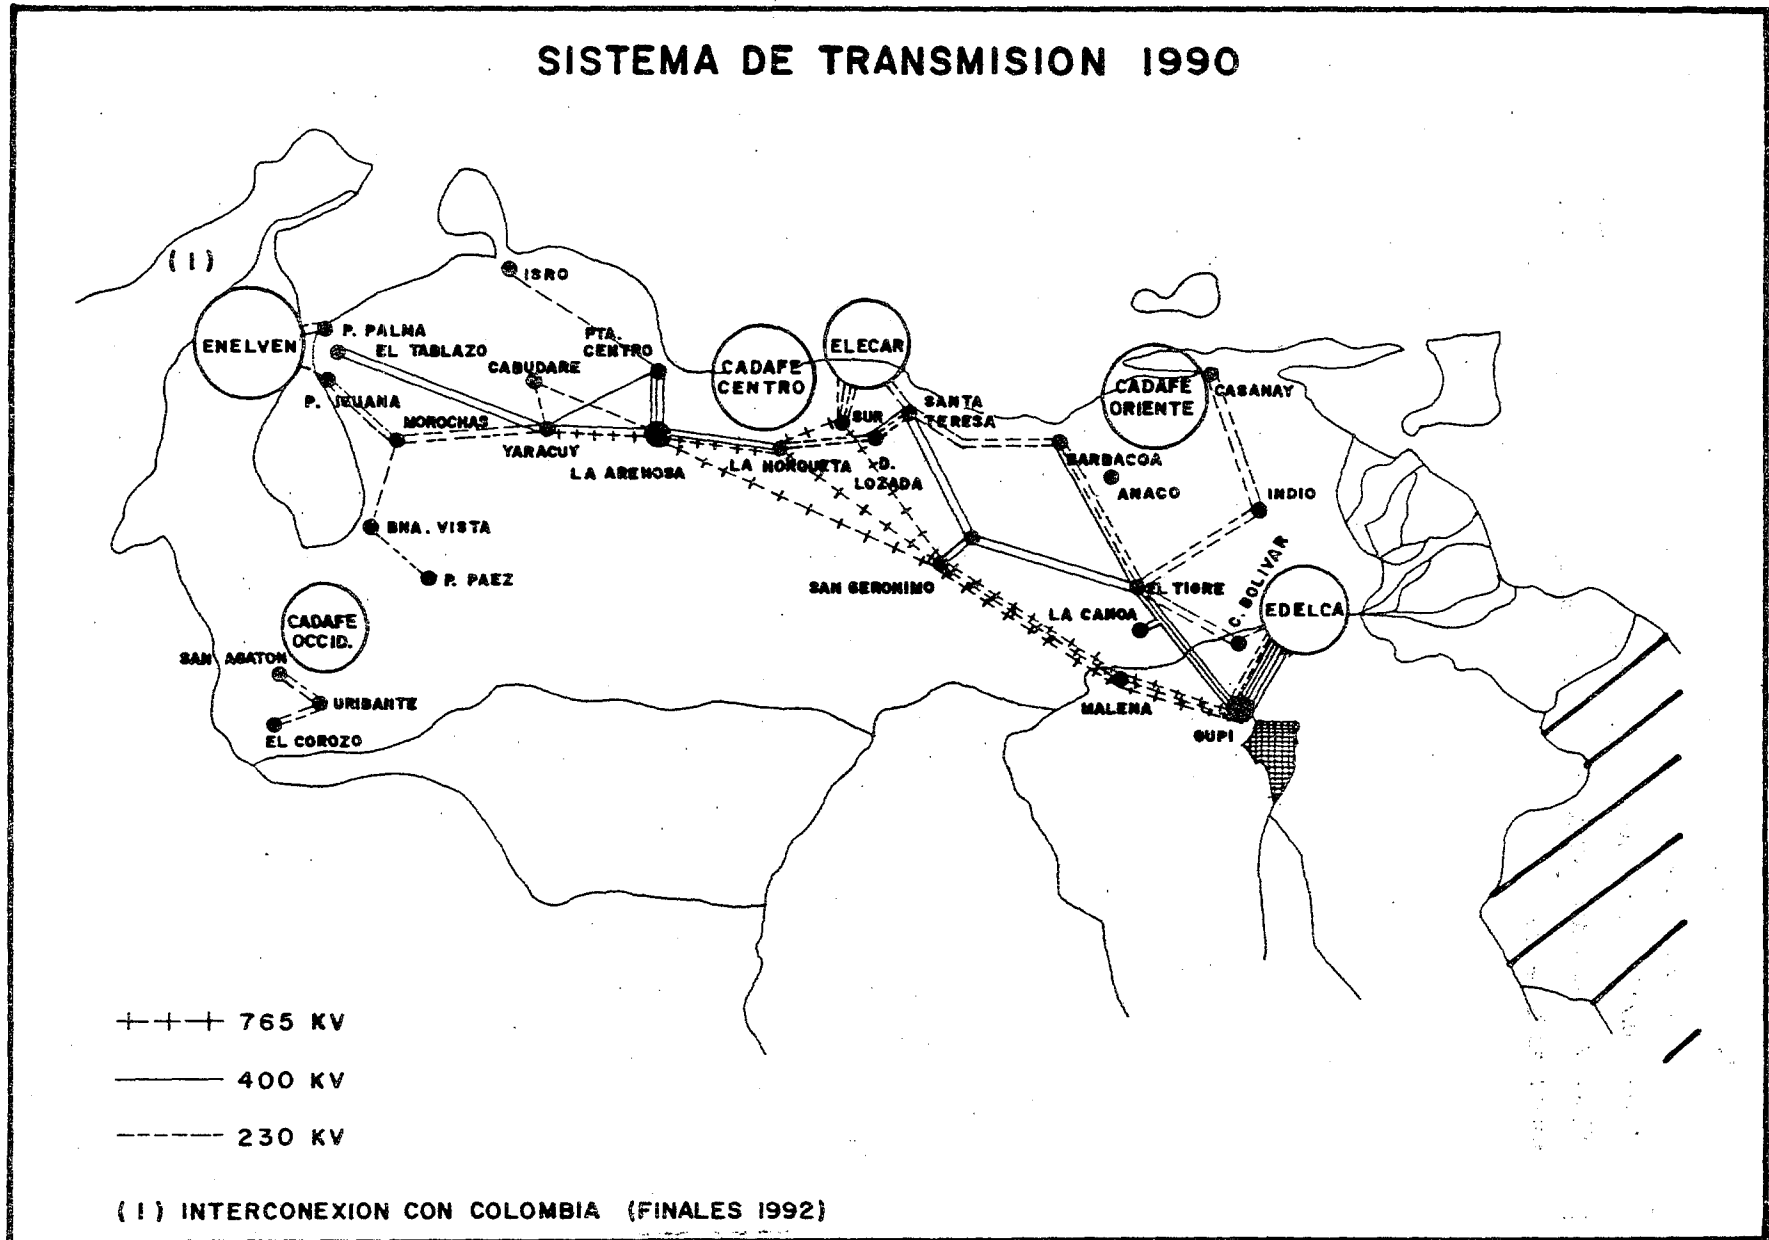 SISTEMA DE TRANSMISION 1990
(1)
ISRO
ENELVEN
P. PALMA
EL TABLAZO
PTA.
CENTRO
CABUDARE
CADAFE
CENTRO
ELECAR
CADAFE
ORIENTE
CASANAY
P. IGUANA
MOROCHAS
YARACUY
LA ARENOSA
LA HORQUETA
SUR
D.
LOZADA
SANTA
TERESA
BARBACOA
ANACO
INDIO
BNA. VISTA
P. PAEZ
SAN GERONIMO
EL TIGRE
LA CANOA
C. BOLIVAR
EDELCA
CADAFE
OCCID.
SAN AGATON
URIBANTE
EL COROZO
MALENA
GURI
765 KV
400 KV
230 KV
(1) INTERCONEXION CON COLOMBIA (FINALES 1992)